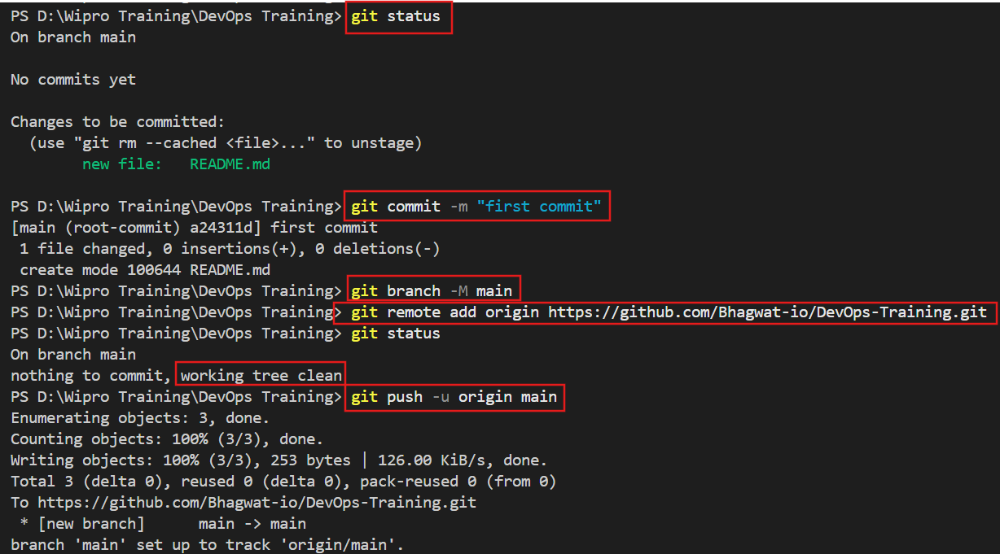 PS D:\Wipro Training\DevOps Training> git status
On branch main
No commits yet
Changes to be committed:
  (use "git rm --cached <file>..." to unstage)
        new file:   README.md
PS D:\Wipro Training\DevOps Training> git commit -m "first commit"
[main (root-commit) a24311d] first commit
 1 file changed, 0 insertions(+), 0 deletions(-)
 create mode 100644 README.md
PS D:\Wipro Training\DevOps Training> git branch -M main
PS D:\Wipro Training\DevOps Training> git remote add origin https://github.com/Bhagwat-io/DevOps-Training.git
PS D:\Wipro Training\DevOps Training> git status
On branch main
nothing to commit, working tree clean
PS D:\Wipro Training\DevOps Training> git push -u origin main
Enumerating objects: 3, done.
Counting objects: 100% (3/3), done.
Writing objects: 100% (3/3), 253 bytes | 126.00 KiB/s, done.
Total 3 (delta 0), reused 0 (delta 0), pack-reused 0 (from 0)
To https://github.com/Bhagwat-io/DevOps-Training.git
 * [new branch]      main -> main
branch 'main' set up to track 'origin/main'.